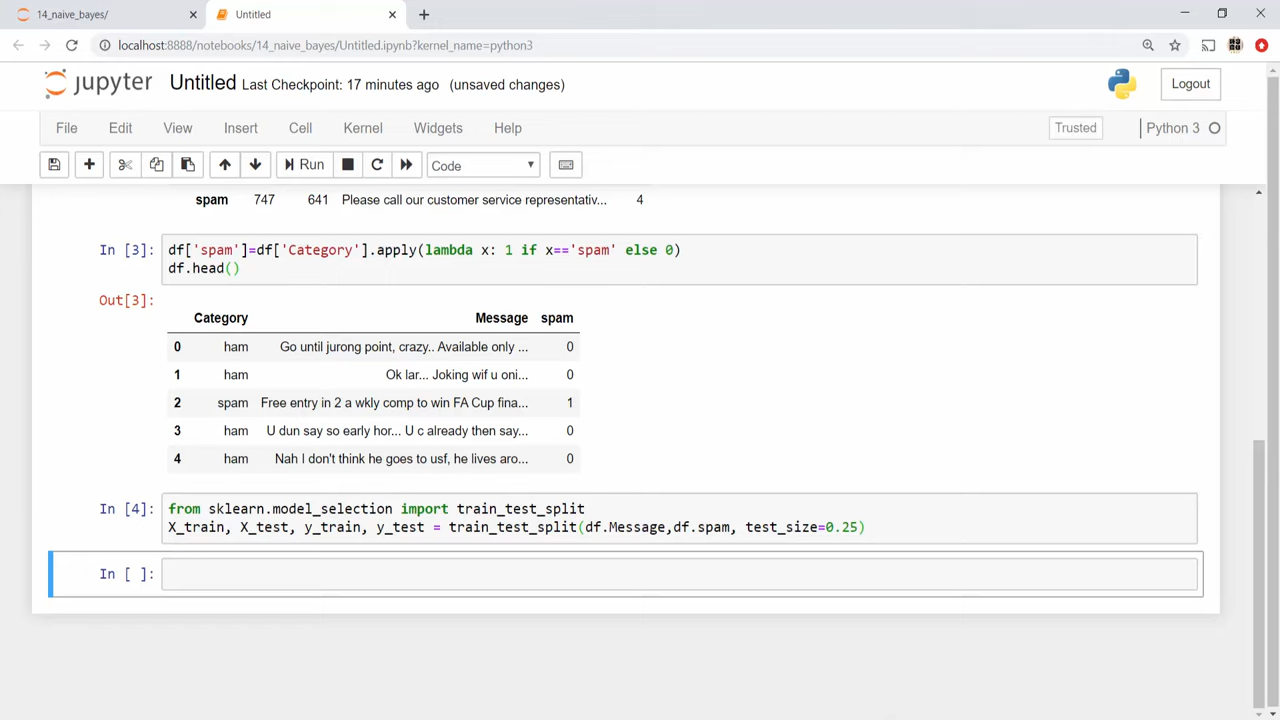 14_naive_bayes/
Untitled
localhost:8888/notebooks/14_naive_bayes/Untitled.ipynb?kernel_name=python3
jupyter Untitled Last Checkpoint: 17 minutes ago (unsaved changes)
Logout
File Edit View Insert Cell Kernel Widgets Help
Trusted
Python 3
Run
Code
spam 747 641 Please call our customer service representativ... 4
In [3]: df['spam']=df['Category'].apply(lambda x: 1 if x=='spam' else 0)
df.head()
Out[3]:
Category Message spam
0 ham Go until jurong point, crazy.. Available only ... 0
1 ham Ok lar... Joking wif u oni... 0
2 spam Free entry in 2 a wkly comp to win FA Cup fina... 1
3 ham U dun say so early hor... U c already then say... 0
4 ham Nah I don't think he goes to usf, he lives aro... 0
In [4]: from sklearn.model_selection import train_test_split
X_train, X_test, y_train, y_test = train_test_split(df.Message,df.spam, test_size=0.25)
In [ ]: